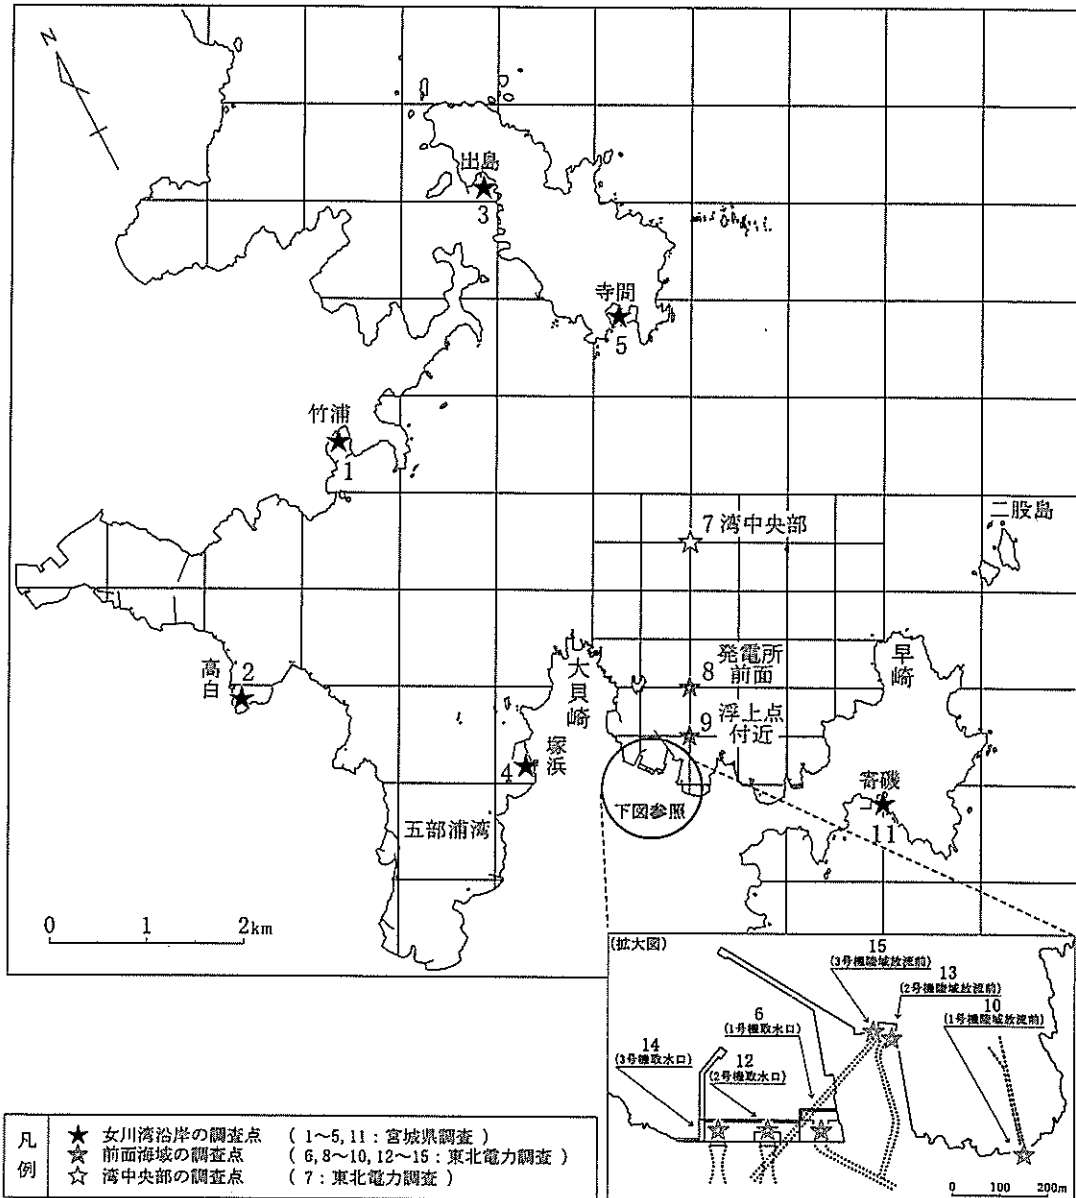 N
出島
3
寺間
5
竹浦
1
二股島
7 湾中央部
高白
2
大貝崎
8
発電所
前面
早崎
9
浮上点
付近
塚浜
4
寄磯
11
下図参照
五部浦湾
0 1 2km
(拡大図)
15
(3号機陸域放流前)
13
(2号機陸域放流前)
10
(1号機陸域放流前)
6
(1号機取水口)
14
(3号機取水口)
12
(2号機取水口)
0 100 200m
凡例
★ 女川湾沿岸の調査点 ( 1~5, 11 : 宮城県調査 )
前面海域の調査点 ( 6, 8~10, 12~15 : 東北電力調査 )
☆ 湾中央部の調査点 ( 7 : 東北電力調査 )